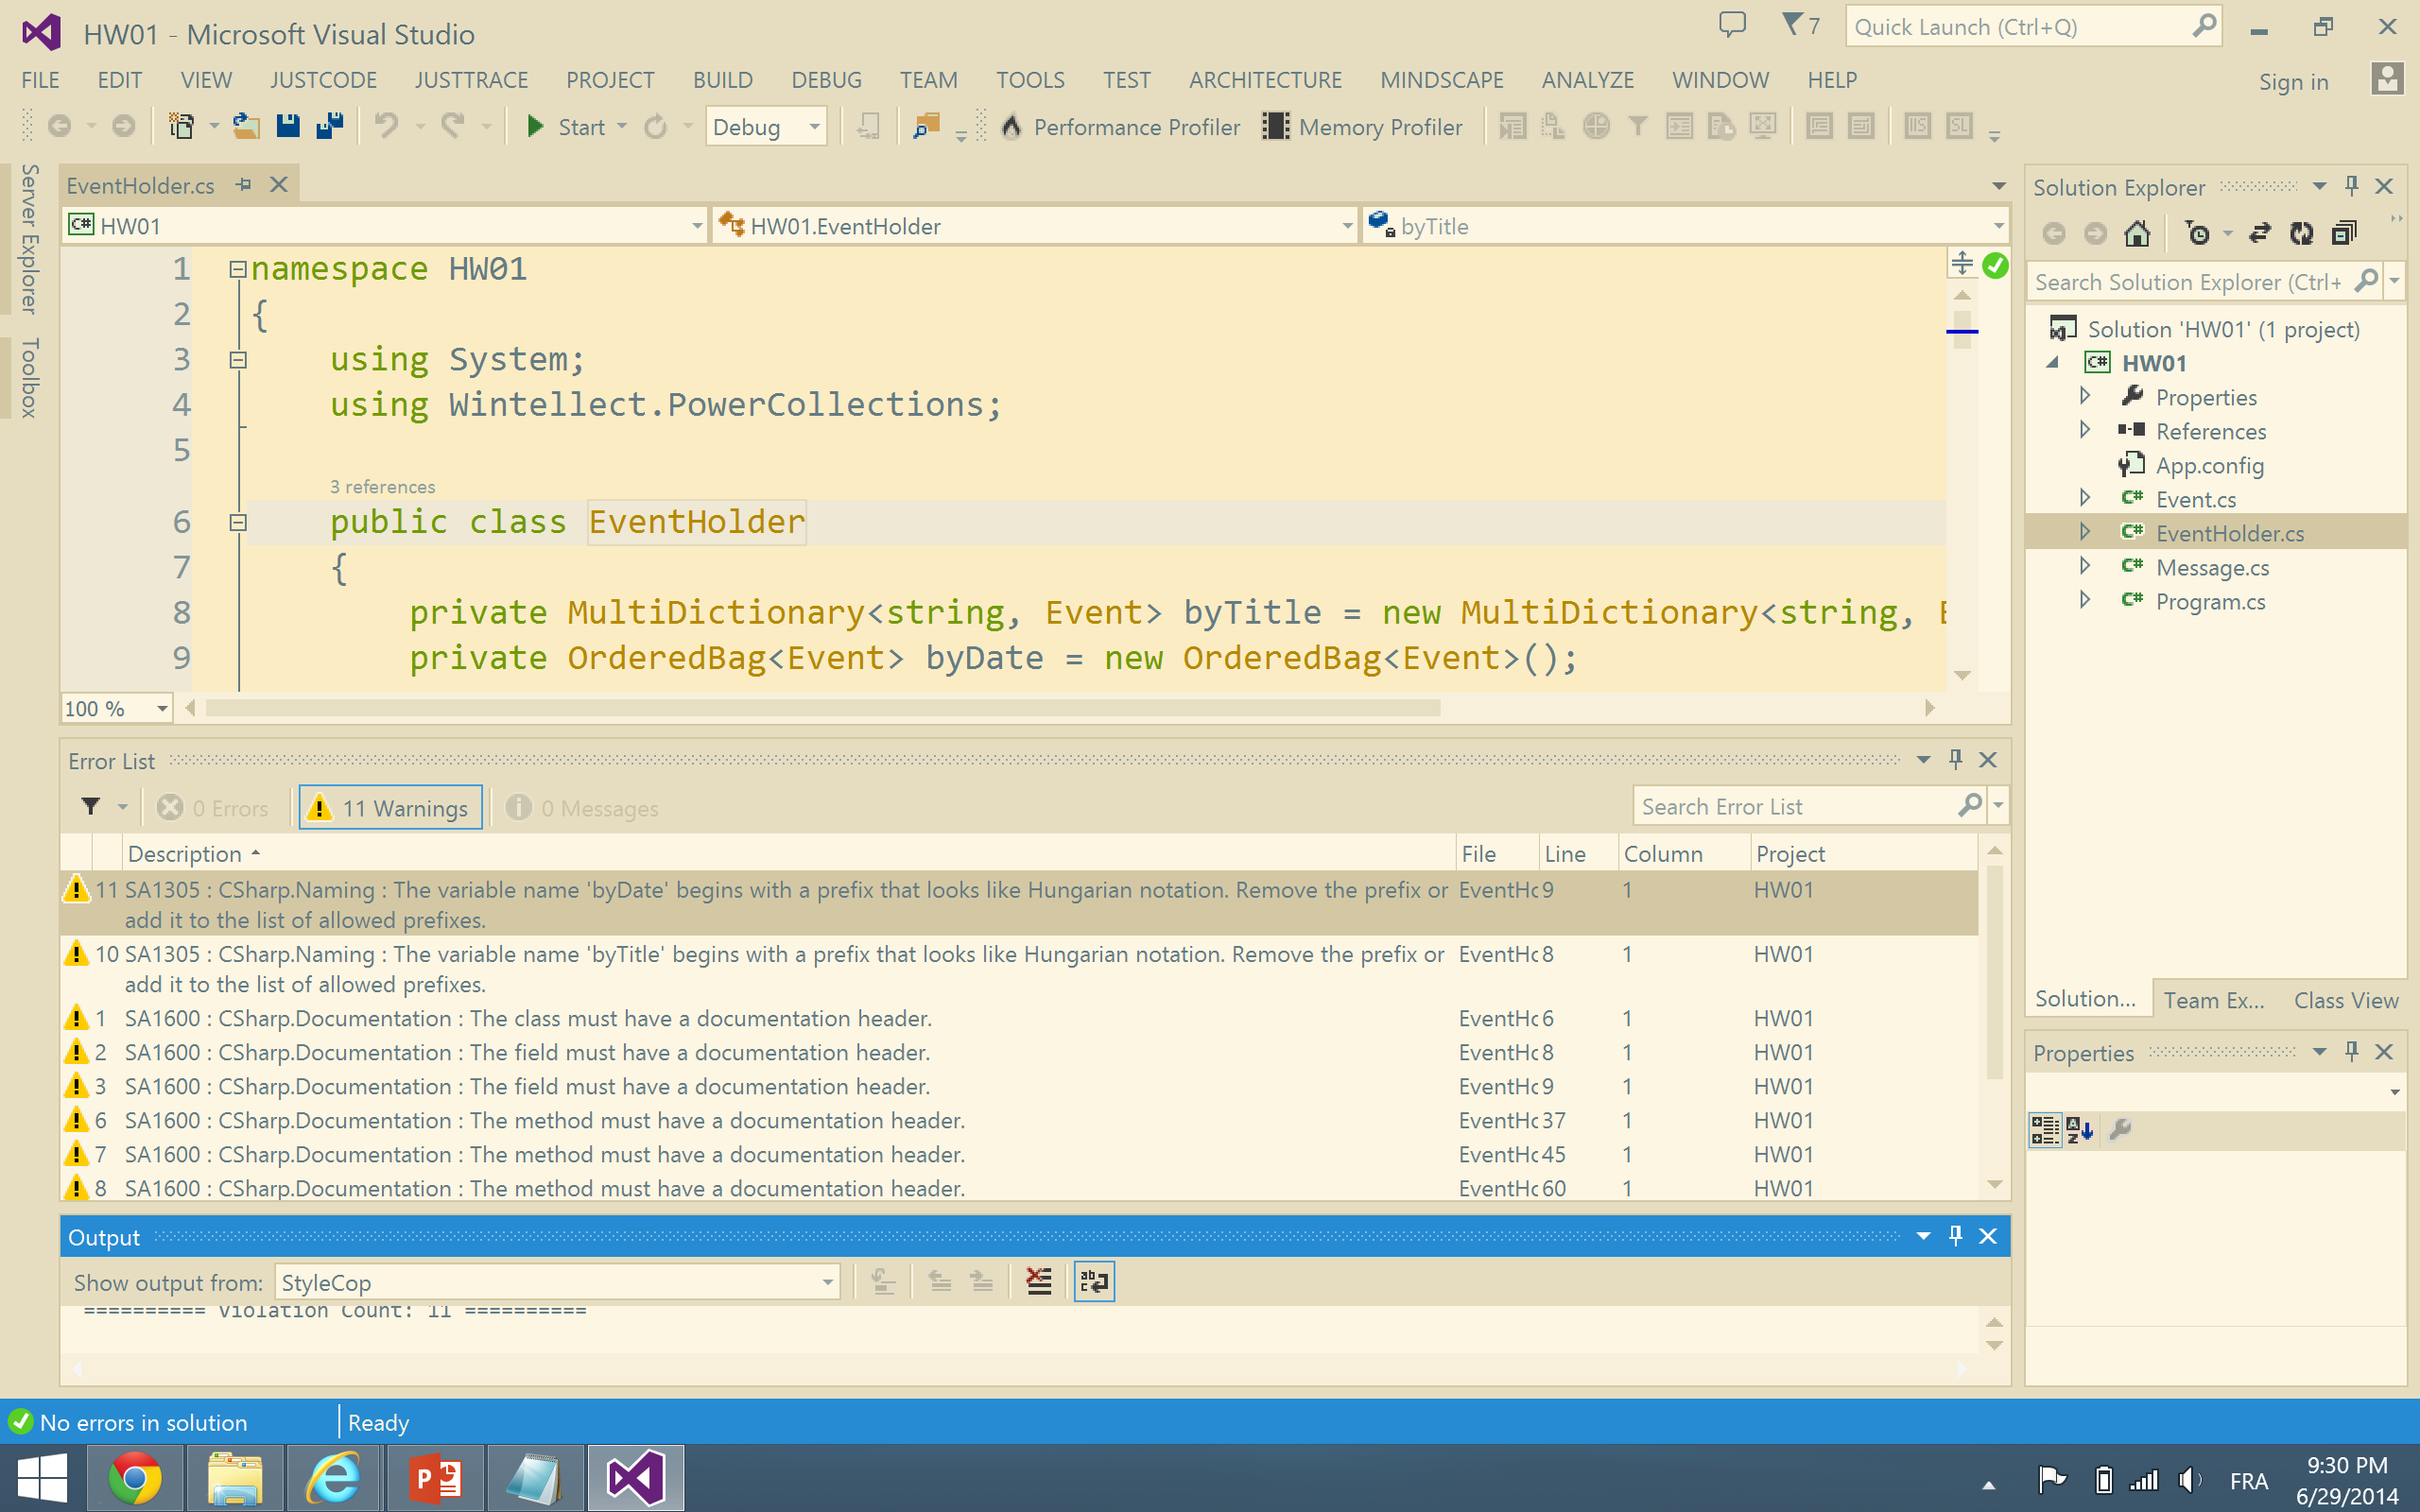 HW01 - Microsoft Visual Studio
7
Quick Launch (Ctrl+Q)
FILE EDIT VIEW JUSTCODE JUSTTRACE PROJECT BUILD DEBUG TEAM TOOLS TEST ARCHITECTURE MINDSCAPE ANALYZE WINDOW HELP
Sign in
Start Debug Performance Profiler Memory Profiler IIS SL
Server Explorer
Toolbox
EventHolder.cs
C# HW01 HW01.EventHolder byTitle
1 namespace HW01
2 {
3 using System;
4 using Wintellect.PowerCollections;
5
3 references
6 public class EventHolder
7 {
8 private MultiDictionary<string, Event> byTitle = new MultiDictionary<string,
9 private OrderedBag<Event> byDate = new OrderedBag<Event>();
100 %
Error List
0 Errors 11 Warnings 0 Messages
Search Error List
Description File Line Column Project
11 SA1305 : CSharp.Naming : The variable name 'byDate' begins with a prefix that looks like Hungarian notation. Remove the prefix or EventHo 9 1 HW01
add it to the list of allowed prefixes.
10 SA1305 : CSharp.Naming : The variable name 'byTitle' begins with a prefix that looks like Hungarian notation. Remove the prefix or EventHo 8 1 HW01
add it to the list of allowed prefixes.
1 SA1600 : CSharp.Documentation : The class must have a documentation header. EventHo 6 1 HW01
2 SA1600 : CSharp.Documentation : The field must have a documentation header. EventHo 8 1 HW01
3 SA1600 : CSharp.Documentation : The field must have a documentation header. EventHo 9 1 HW01
6 SA1600 : CSharp.Documentation : The method must have a documentation header. EventHo 37 1 HW01
7 SA1600 : CSharp.Documentation : The method must have a documentation header. EventHo 45 1 HW01
8 SA1600 : CSharp.Documentation : The method must have a documentation header. EventHo 60 1 HW01
Output
Show output from: StyleCop
========== Violation Count: 11 ==========
Solution Explorer
Search Solution Explorer (Ctrl+
Solution 'HW01' (1 project)
C# HW01
Properties
References
App.config
C# Event.cs
C# EventHolder.cs
C# Message.cs
C# Program.cs
Solution... Team Ex... Class View
Properties
No errors in solution Ready
FRA
9:30 PM
6/29/2014